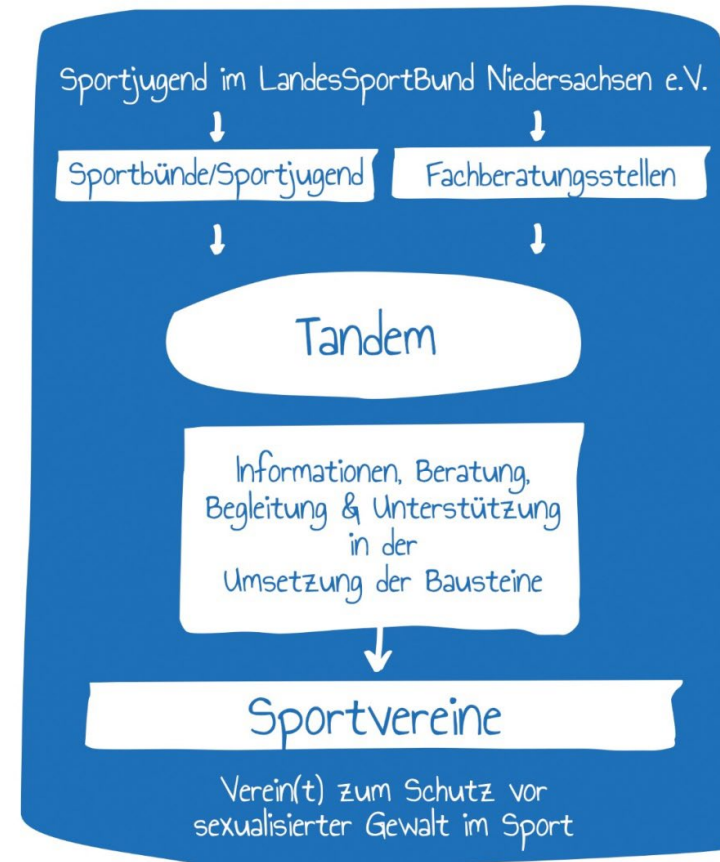 Sportjugend im LandesSportBund Niedersachsen e.V.
Sportbünde/Sportjugend
Fachberatungsstellen
Tandem
Informationen, Beratung,
Begleitung & Unterstützung
in der
Umsetzung der Bausteine
Sportvereine
Verein(t) zum Schutz vor
sexualisierter Gewalt im Sport